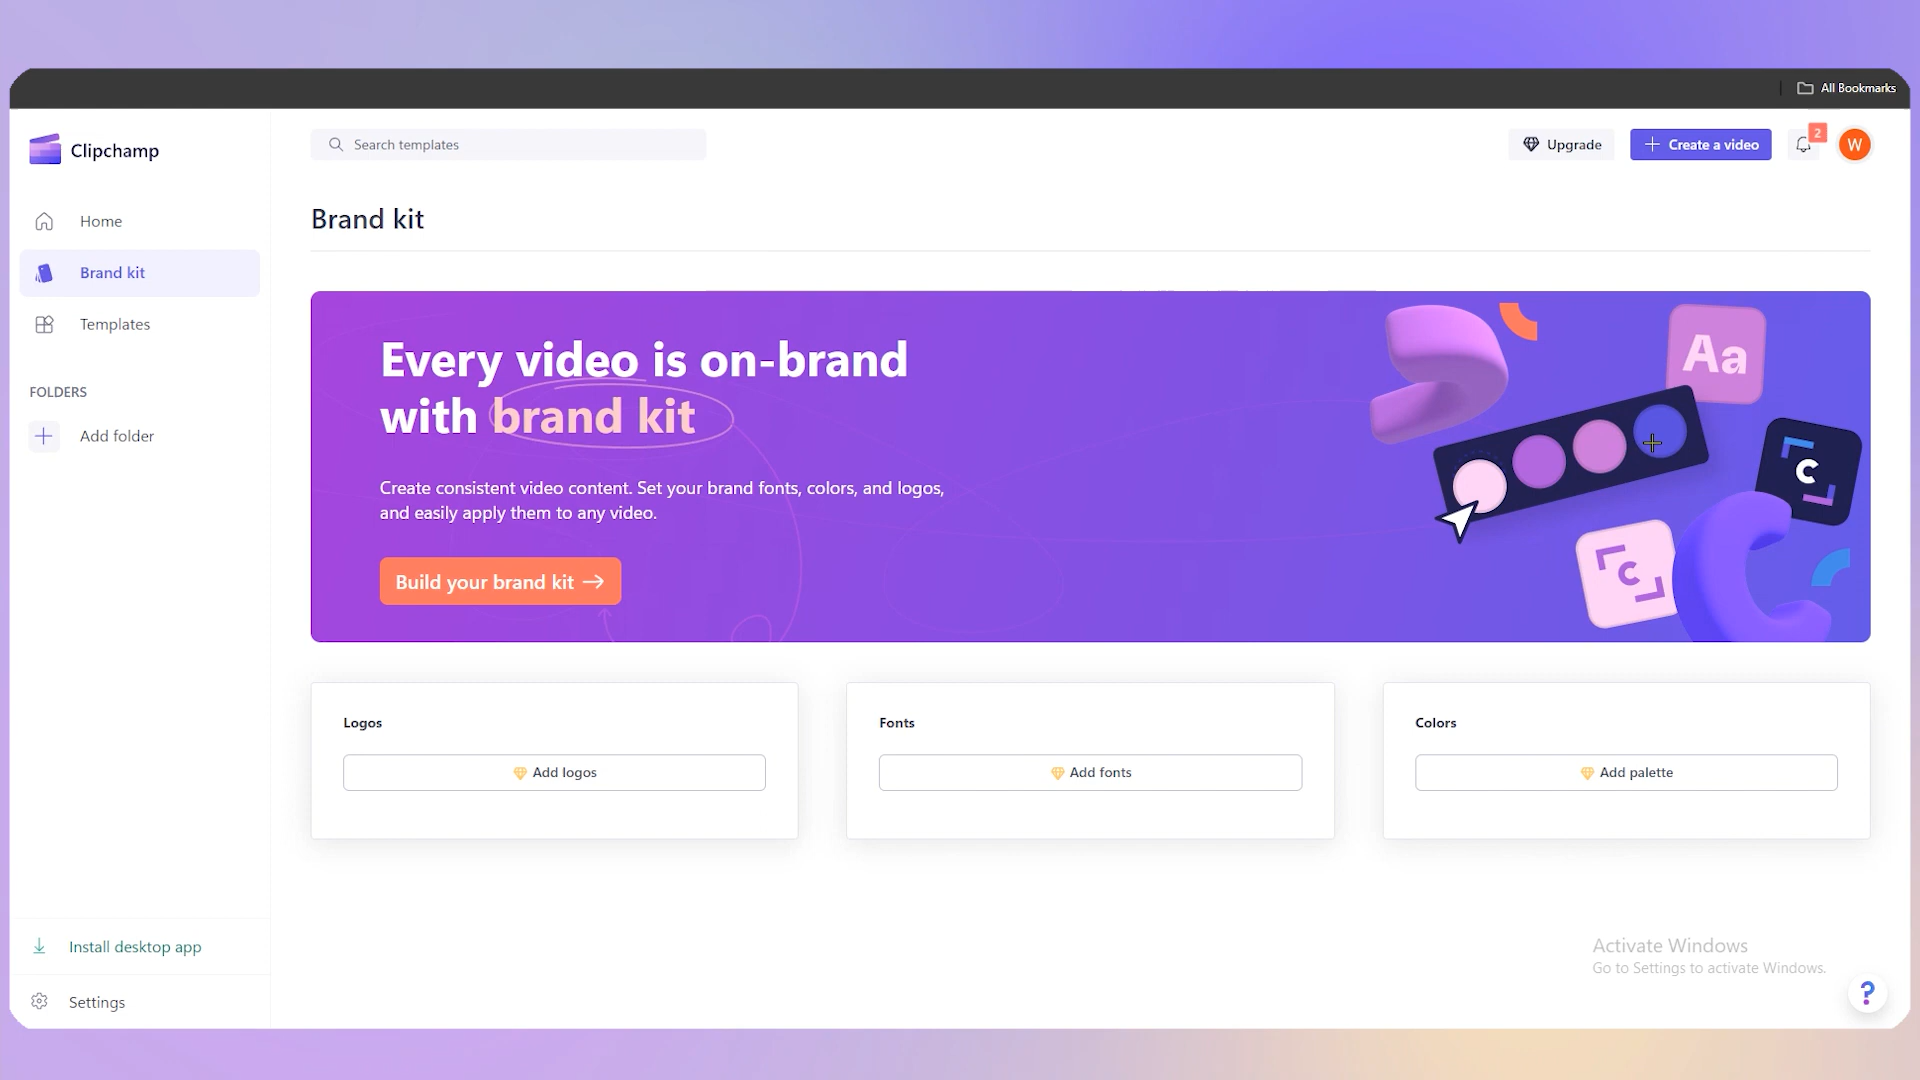 All Bookmarks
Clipchamp
Search templates
Upgrade
Create a video
2
W
Home
Brand kit
Templates
FOLDERS
Add folder
Install desktop app
Settings
Brand kit
Every video is on-brand
with brand kit
Create consistent video content. Set your brand fonts, colors, and logos,
and easily apply them to any video.
Build your brand kit
Aa
C
C
Logos
Add logos
Fonts
Add fonts
Colors
Add palette
Activate Windows
Go to Settings to activate Windows.
?